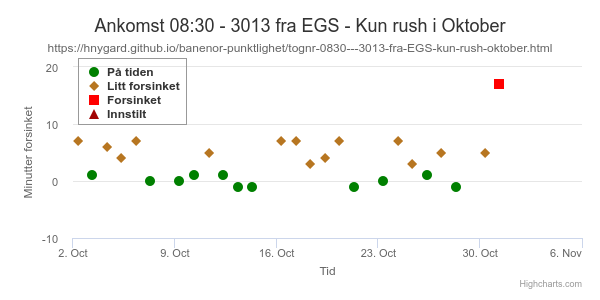 Ankomst 08:30 - 3013 fra EGS - Kun rush i Oktober
https://hnygard.github.io/banenor-punktlighet/tognr-0830---3013-fra-EGS-kun-rush-oktober.html
På tiden
Litt forsinket
Forsinket
Innstilt
Minutter forsinket
20
10
0
-10
2. Oct 9. Oct 16. Oct 23. Oct 30. Oct 6. Nov
Tid
Highcharts.com